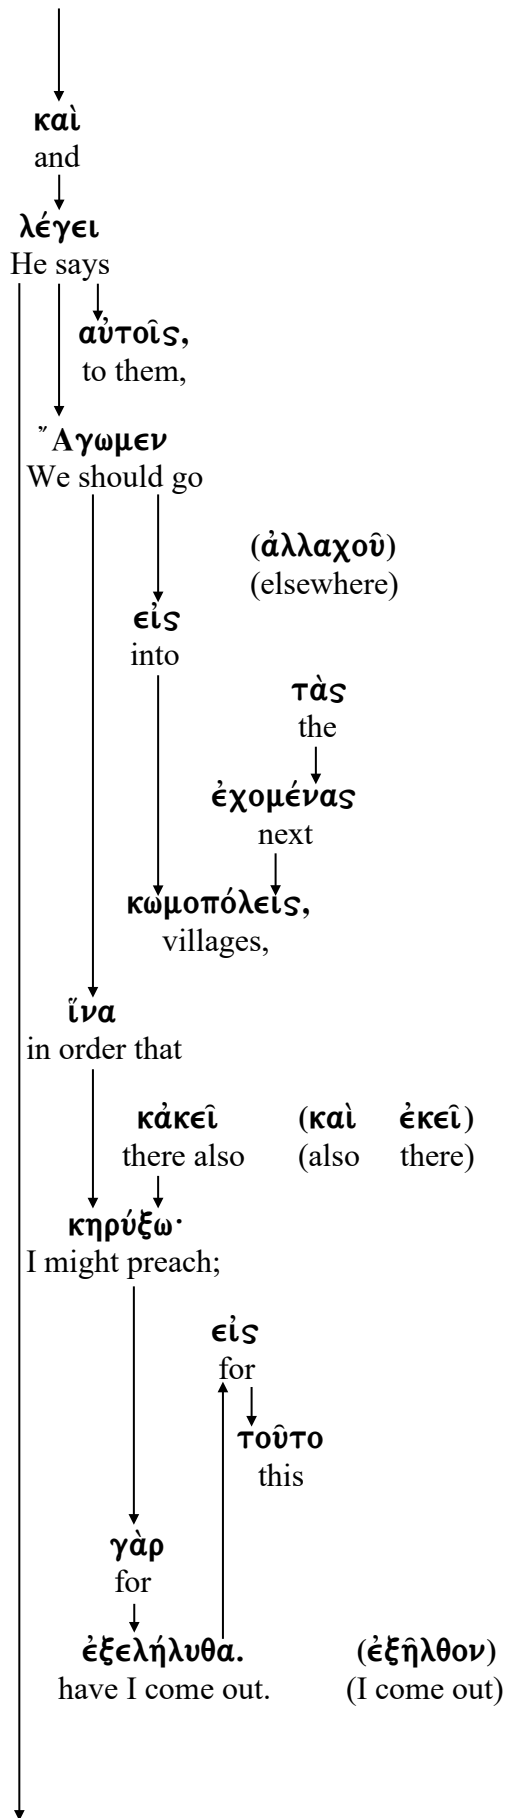 καὶ
and
λέγει
He says
αὐτοῖς,
to them,
Ἄγωμεν
We should go
(ἀλλαχοῦ)
(elsewhere)
εἰς
into
τὰς
the
ἐχομένας
next
κωμοπόλεις,
villages,
ἵνα
in order that
κἀκεῖ (καὶ ἐκεῖ)
there also (also there)
κηρύξω·
I might preach;
εἰς
for
τοῦτο
this
γὰρ
for
ἐξελήλυθα. (ἐξῆλθον)
have I come out. (I come out)